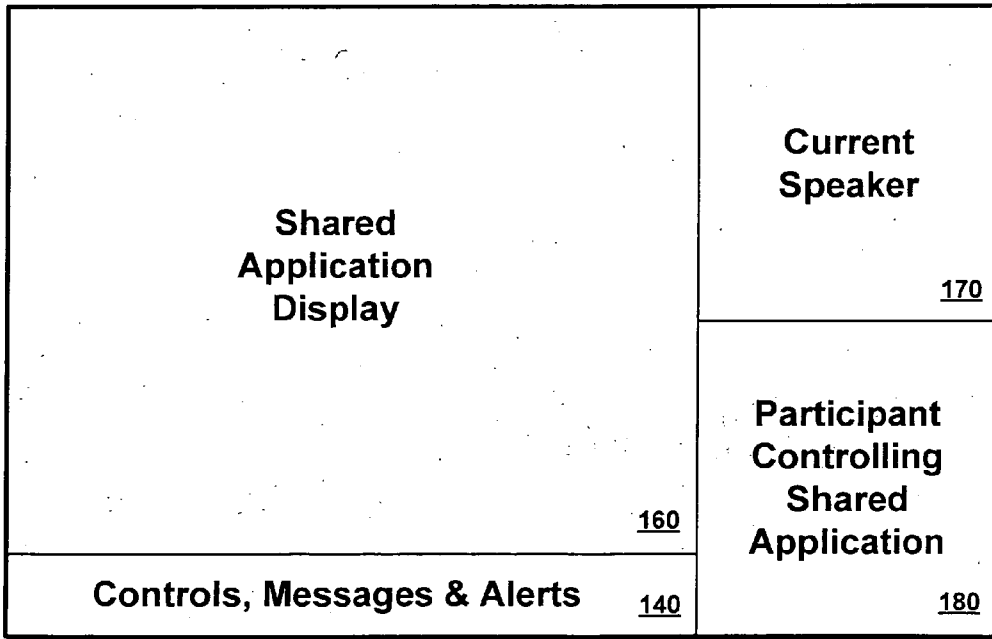 Shared
Application
Display
160
Controls, Messages & Alerts 140
Current
Speaker
170
Participant
Controlling
Shared
Application
180